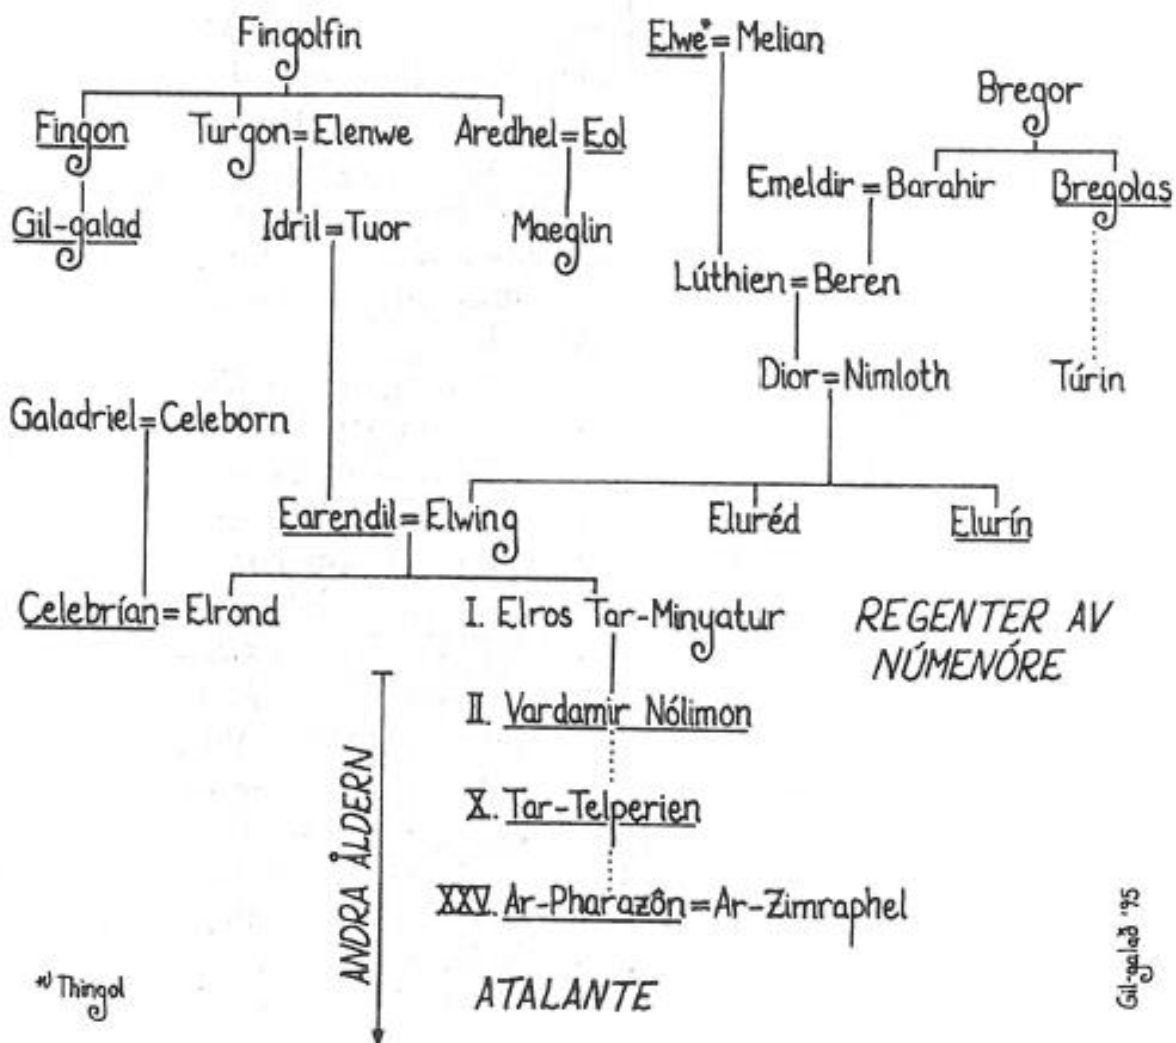 Fingolfin
Elwe*=Melian
Bregor
Fingon
Turgon=Elenwe
Aredhel=Eol
Emeldir=Barahir
Bregolas
Gil-galad
Idril=Tuor
Maeglin
Lúthien=Beren
Dior=Nimloth
Túrin
Galadriel=Celeborn
Earendil=Elwing
Eluréd
Elurín
Celebrían=Elrond
I. Elros Tar-Minyatur
REGENTER AV
NÚMENÓRE
II. Vardamir Nólimon
X. Tar-Telperien
XXV. Ar-Pharazôn=Ar-Zimraphel
ANDRA ÅLDERN
*) Thingol
ATALANTE
Gil-galað '95